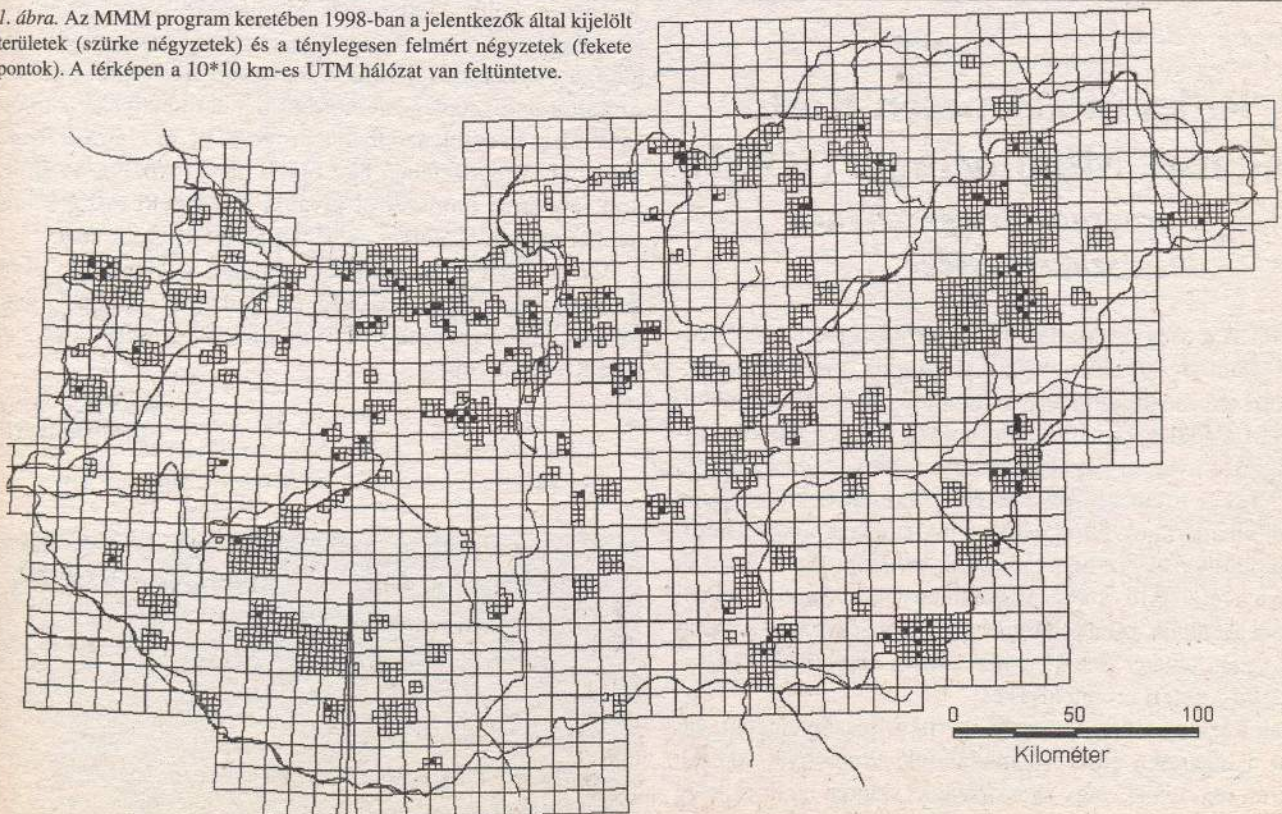 1. ábra. Az MMM program keretében 1998-ban a jelentkezők által kijelölt
területek (szürke négyzetek) és a ténylegesen felmért négyzetek (fekete
pontok). A térképen a 10*10 km-es UTM hálózat van feltüntetve.
0 50 100
Kilométer